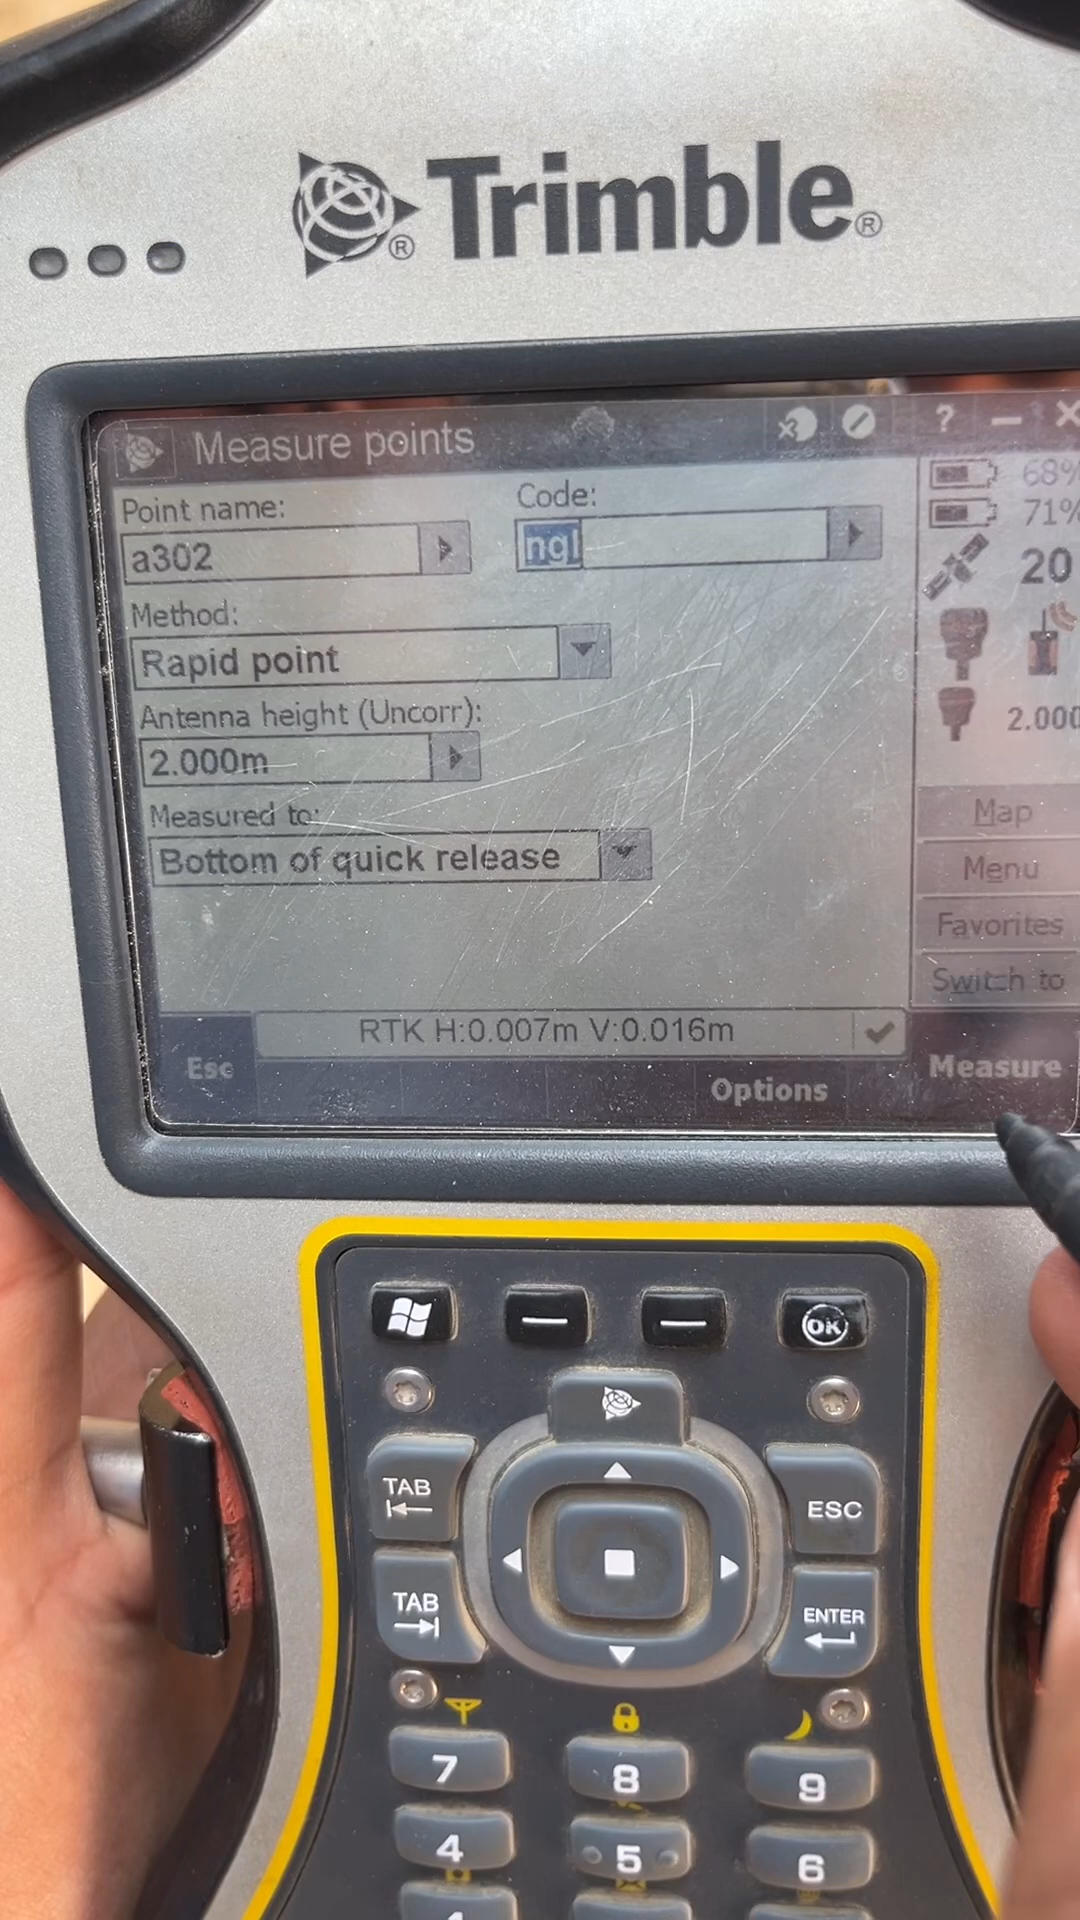 Trimble®
Measure points
? — X
Point name:
Code:
68%
a302
ngl
71%
20
Method:
Rapid point
Antenna height (Uncorr):
2.000m
2.000
Measured to:
Bottom of quick release
Map
Menu
Favorites
Switch to
RTK H:0.007m V:0.016m
Esc
Options
Measure
OK
TAB
ESC
TAB
ENTER
7
8
9
4
5
6